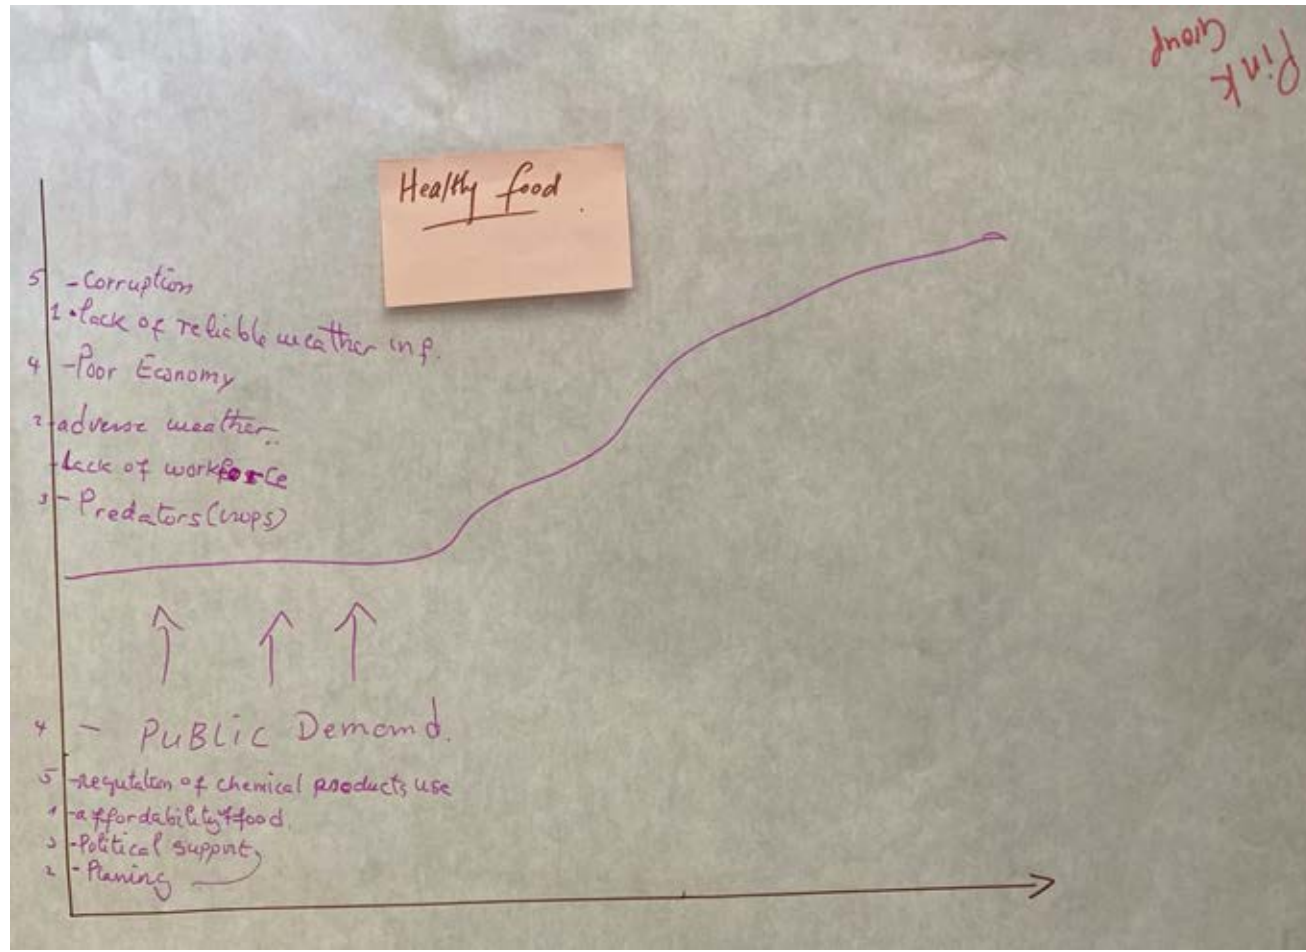 Pink
Group
Healthy food.
5 -Corruption
1 • lack of reliable weather inf.
4 -Poor Economy
2 -adverse weather..
-Lack of workforce
3 - Predators (crops)
4 - PUBLIC Demand.
5 -regulation of chemical products use
1 -affordability of food
3 -Political support
2 -Planing